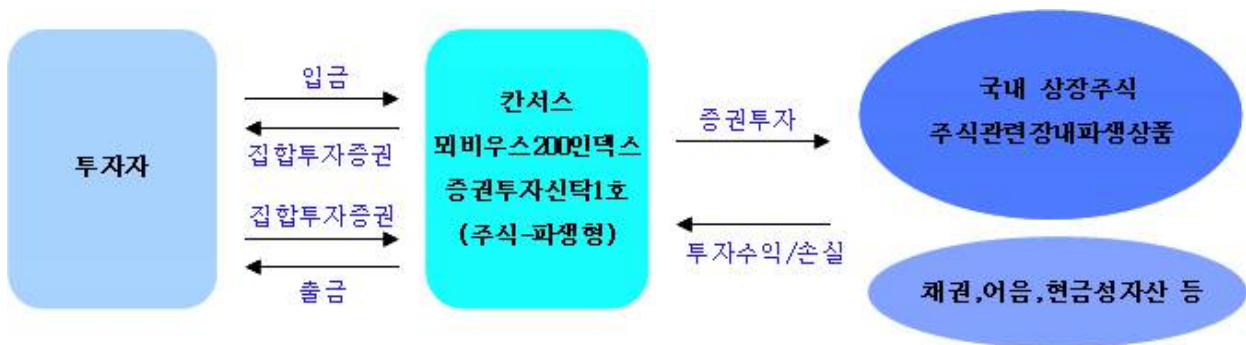 투자자
입금
집합투자증권
집합투자증권
출금
칸서스
뫼비우스200인덱스
증권투자신탁1호
(주식-파생형)
증권투자
투자수익/손실
국내 상장주식
주식관련장내파생상품
채권,어음,현금성자산 등